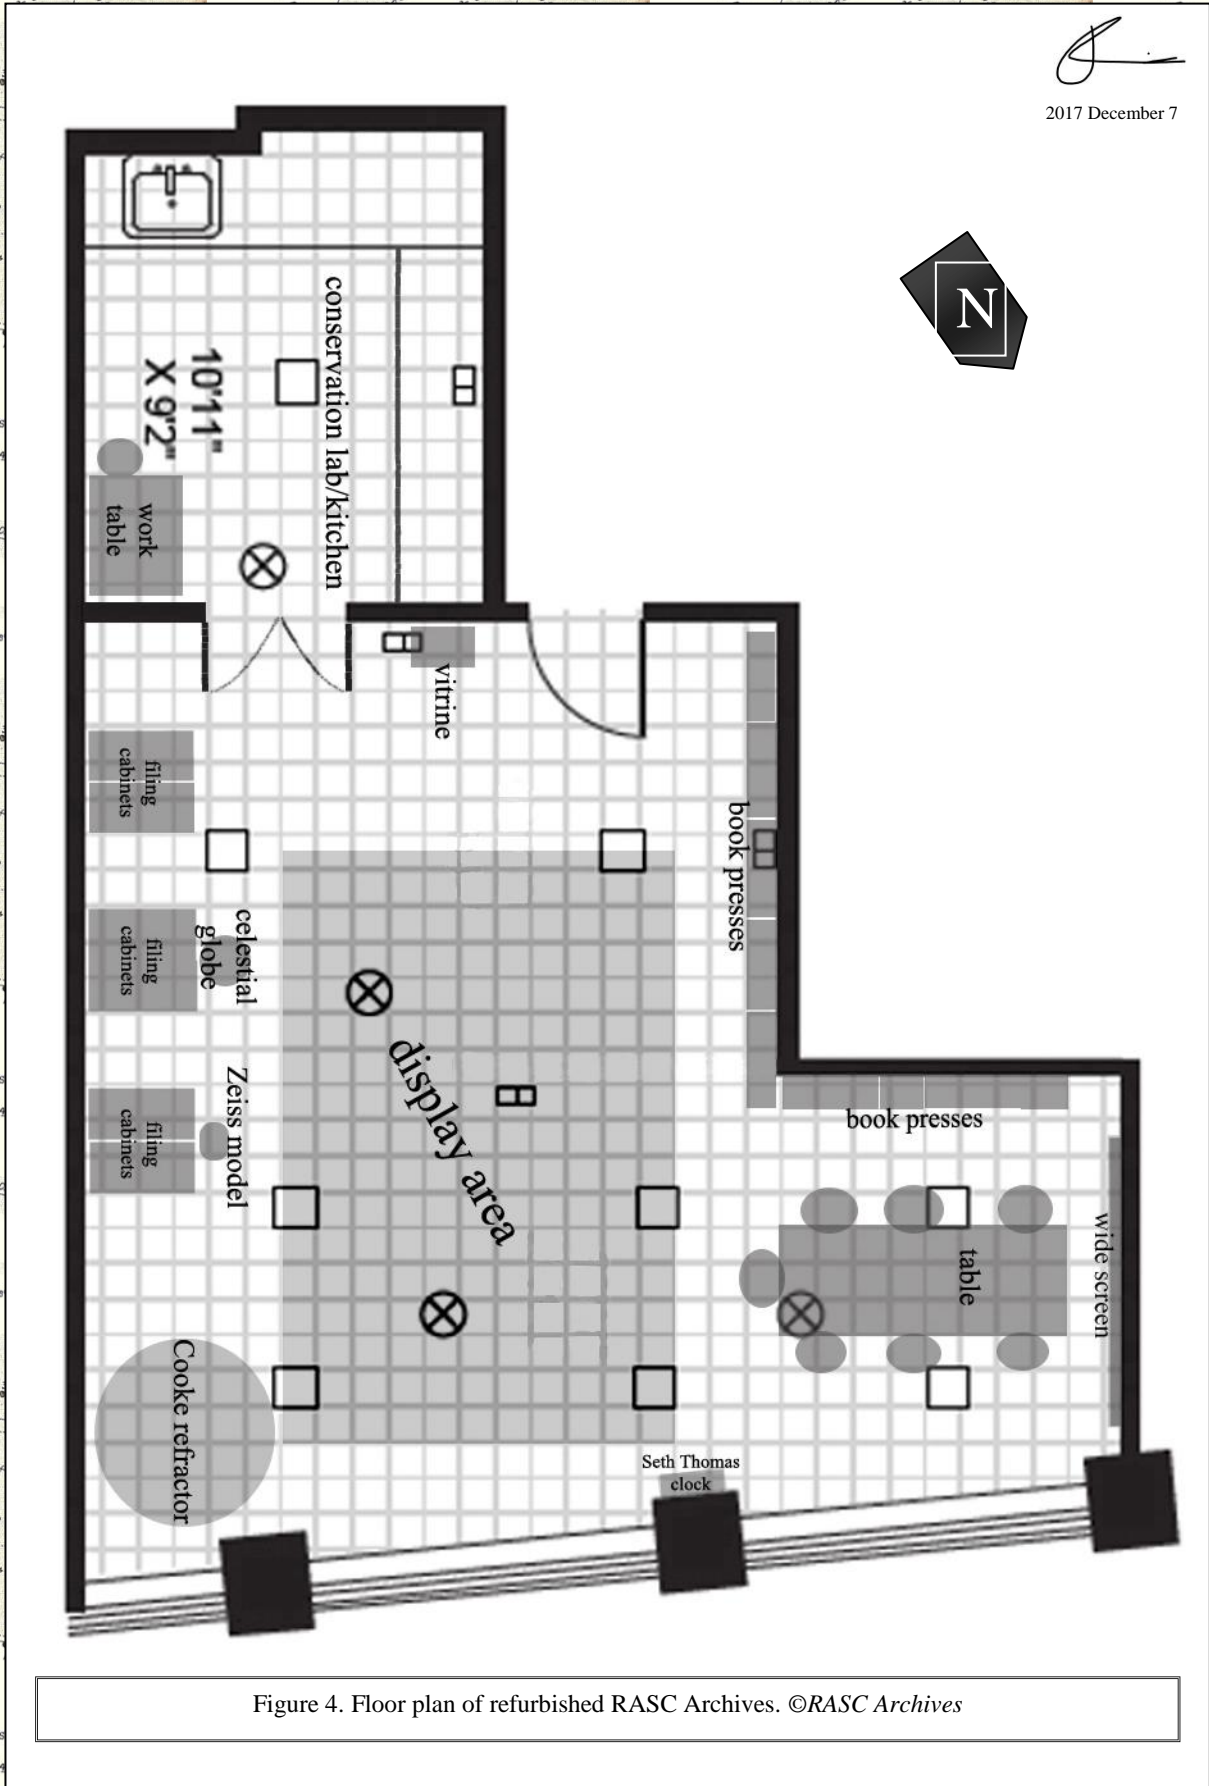 2017 December 7
N
conservation lab/kitchen
10'11"
X 9'2"
work
table
vitrine
filing
cabinets
book presses
celestial
globe
filing
cabinets
display area
Zeiss model
filing
cabinets
book presses
wide screen
table
Cooke refractor
Seth Thomas
clock
Figure 4. Floor plan of refurbished RASC Archives. ©RASC Archives